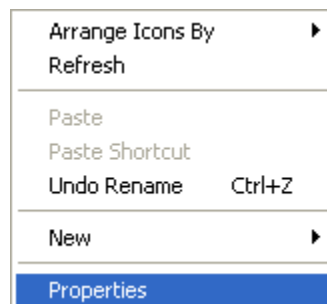 Arrange Icons By
Refresh
Paste
Paste Shortcut
Undo Rename Ctrl+Z
New
Properties